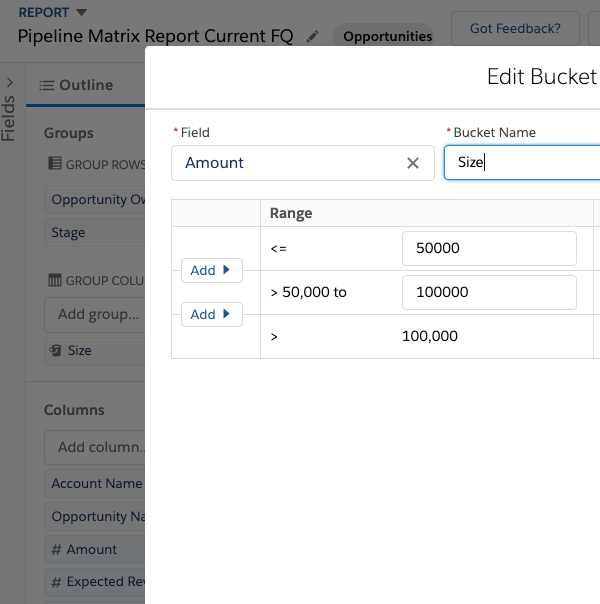 REPORT
Pipeline Matrix Report Current FQ
Opportunities
Got Feedback?
Fields
Outline
Edit Bucket
Groups
GROUP ROWS
Opportunity Ow
Stage
GROUP COLU
Add group...
Size
Columns
Add column..
Account Name
Opportunity Na
# Amount
# Expected Rev
* Field
Amount
* Bucket Name
Size
Range
<=
50000
Add
> 50,000 to
100000
Add
>
100,000